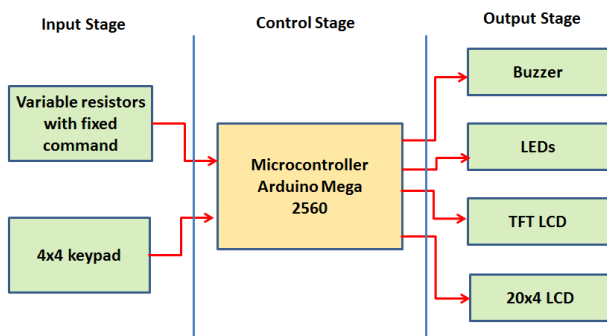 Input Stage
Control Stage
Output Stage
Variable resistors
with fixed
command
4x4 keypad
Microcontroller
Arduino Mega
2560
Buzzer
LEDs
TFT LCD
20x4 LCD